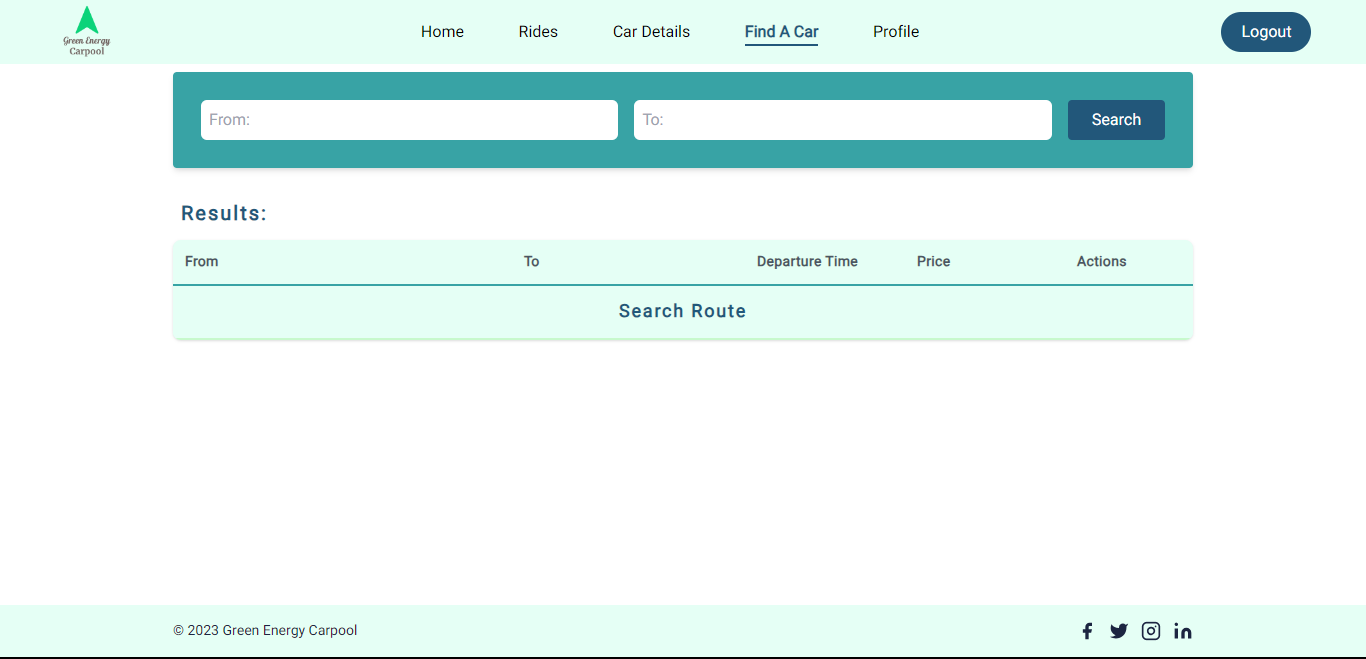 Green Energy
Carpool
Home Rides Car Details Find A Car Profile Logout
From: To: Search
Results:
From To Departure Time Price Actions
Search Route
© 2023 Green Energy Carpool